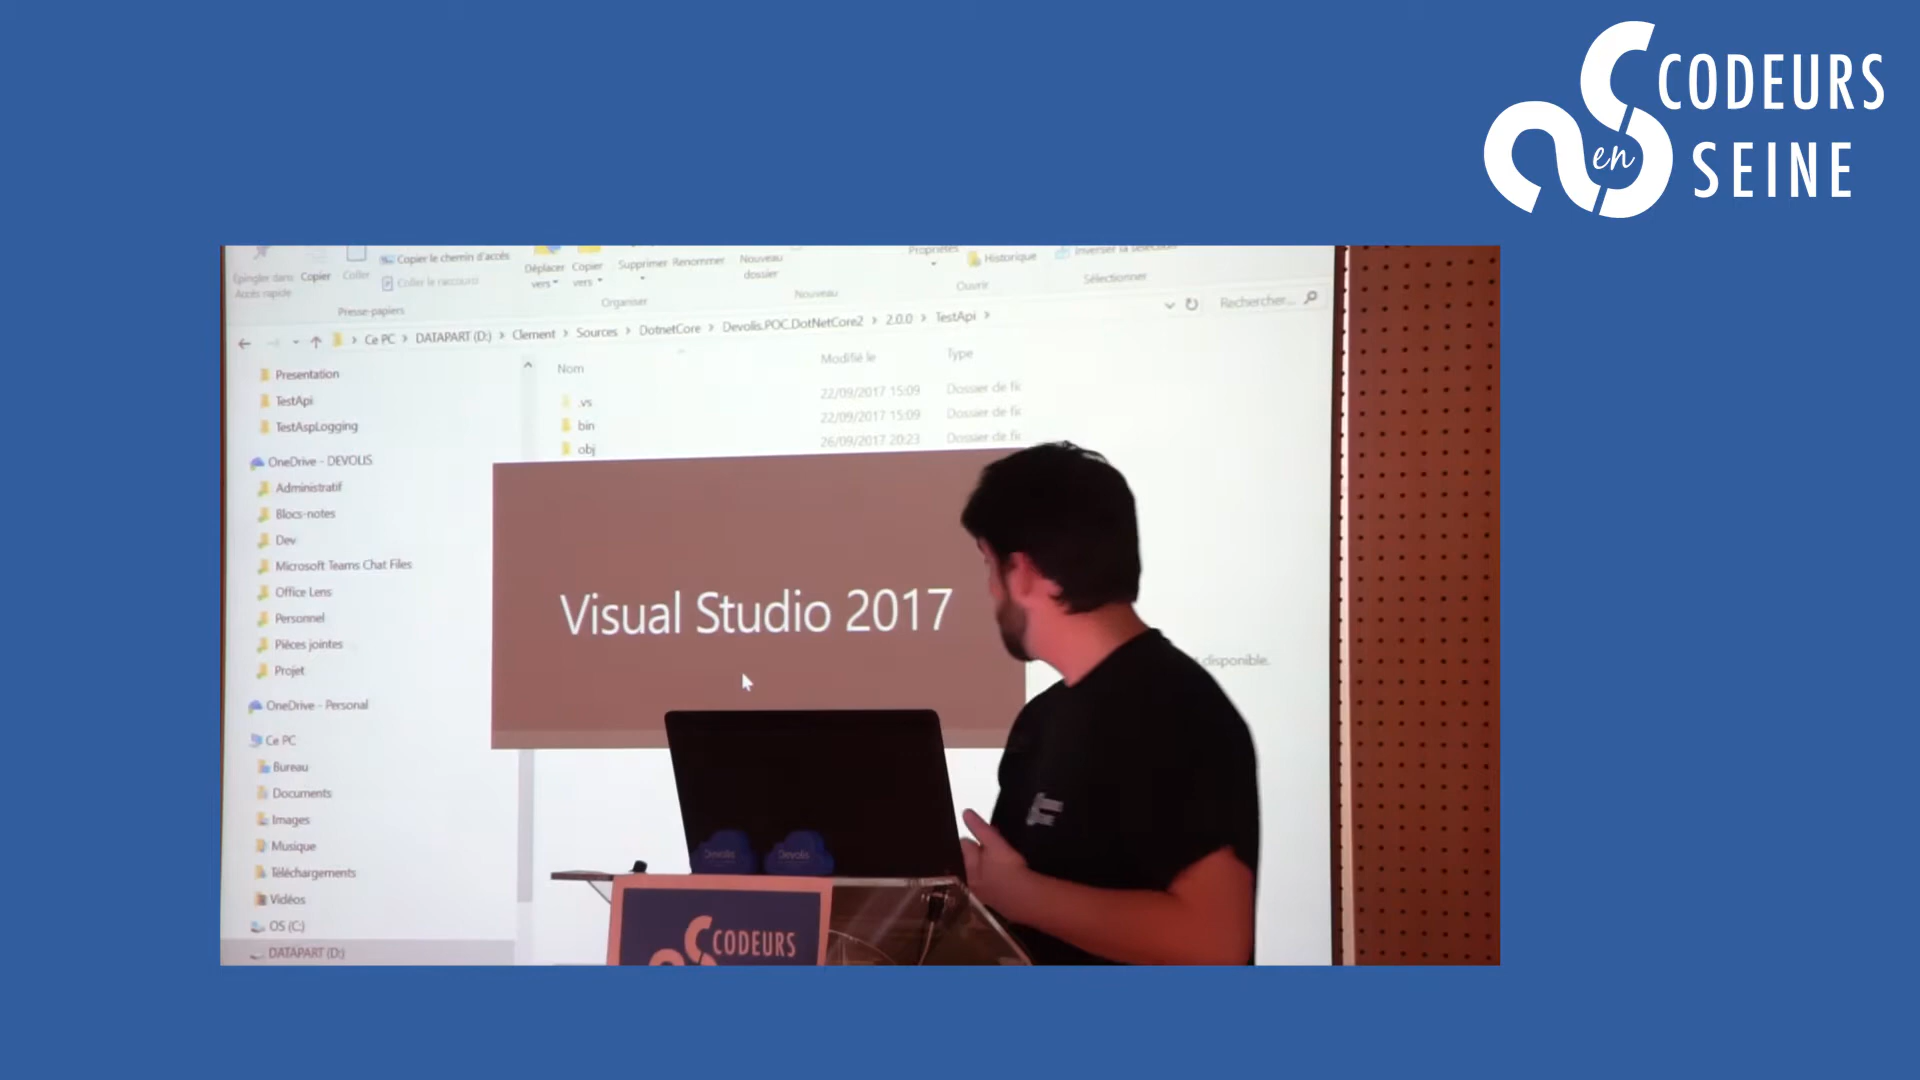 CODEURS
en
SEINE
Copier le chemin d'accès
Coller le raccourci
Épingler dans
Accès rapide
Copier
Coller
Déplacer
vers
Copier
vers
Supprimer
Renommer
Nouveau
dossier
Propriétés
Historique
Inverser la sélection
Presse-papiers
Organiser
Nouveau
Ouvrir
Sélectionner
Ce PC > DATAPART (D:) > Clement > Sources > DotnetCore > Devolis.POC.DotNetCore2 > 2.0.0 > TestApi >
Rechercher...
Nom
Modifié le
Type
.vs
22/09/2017 15:09
Dossier de fic
bin
22/09/2017 15:09
Dossier de fic
obj
26/09/2017 20:23
Dossier de fic
Presentation
TestApi
TestAspLogging
OneDrive - DEVOLIS
Administratif
Blocs-notes
Dev
Microsoft Teams Chat Files
Office Lens
Personnel
Pièces jointes
Projet
OneDrive - Personal
Ce PC
Bureau
Documents
Images
Musique
Téléchargements
Vidéos
OS (C:)
DATAPART (D:)
Visual Studio 2017
disponible.
Devolis
Devolis
CODEURS